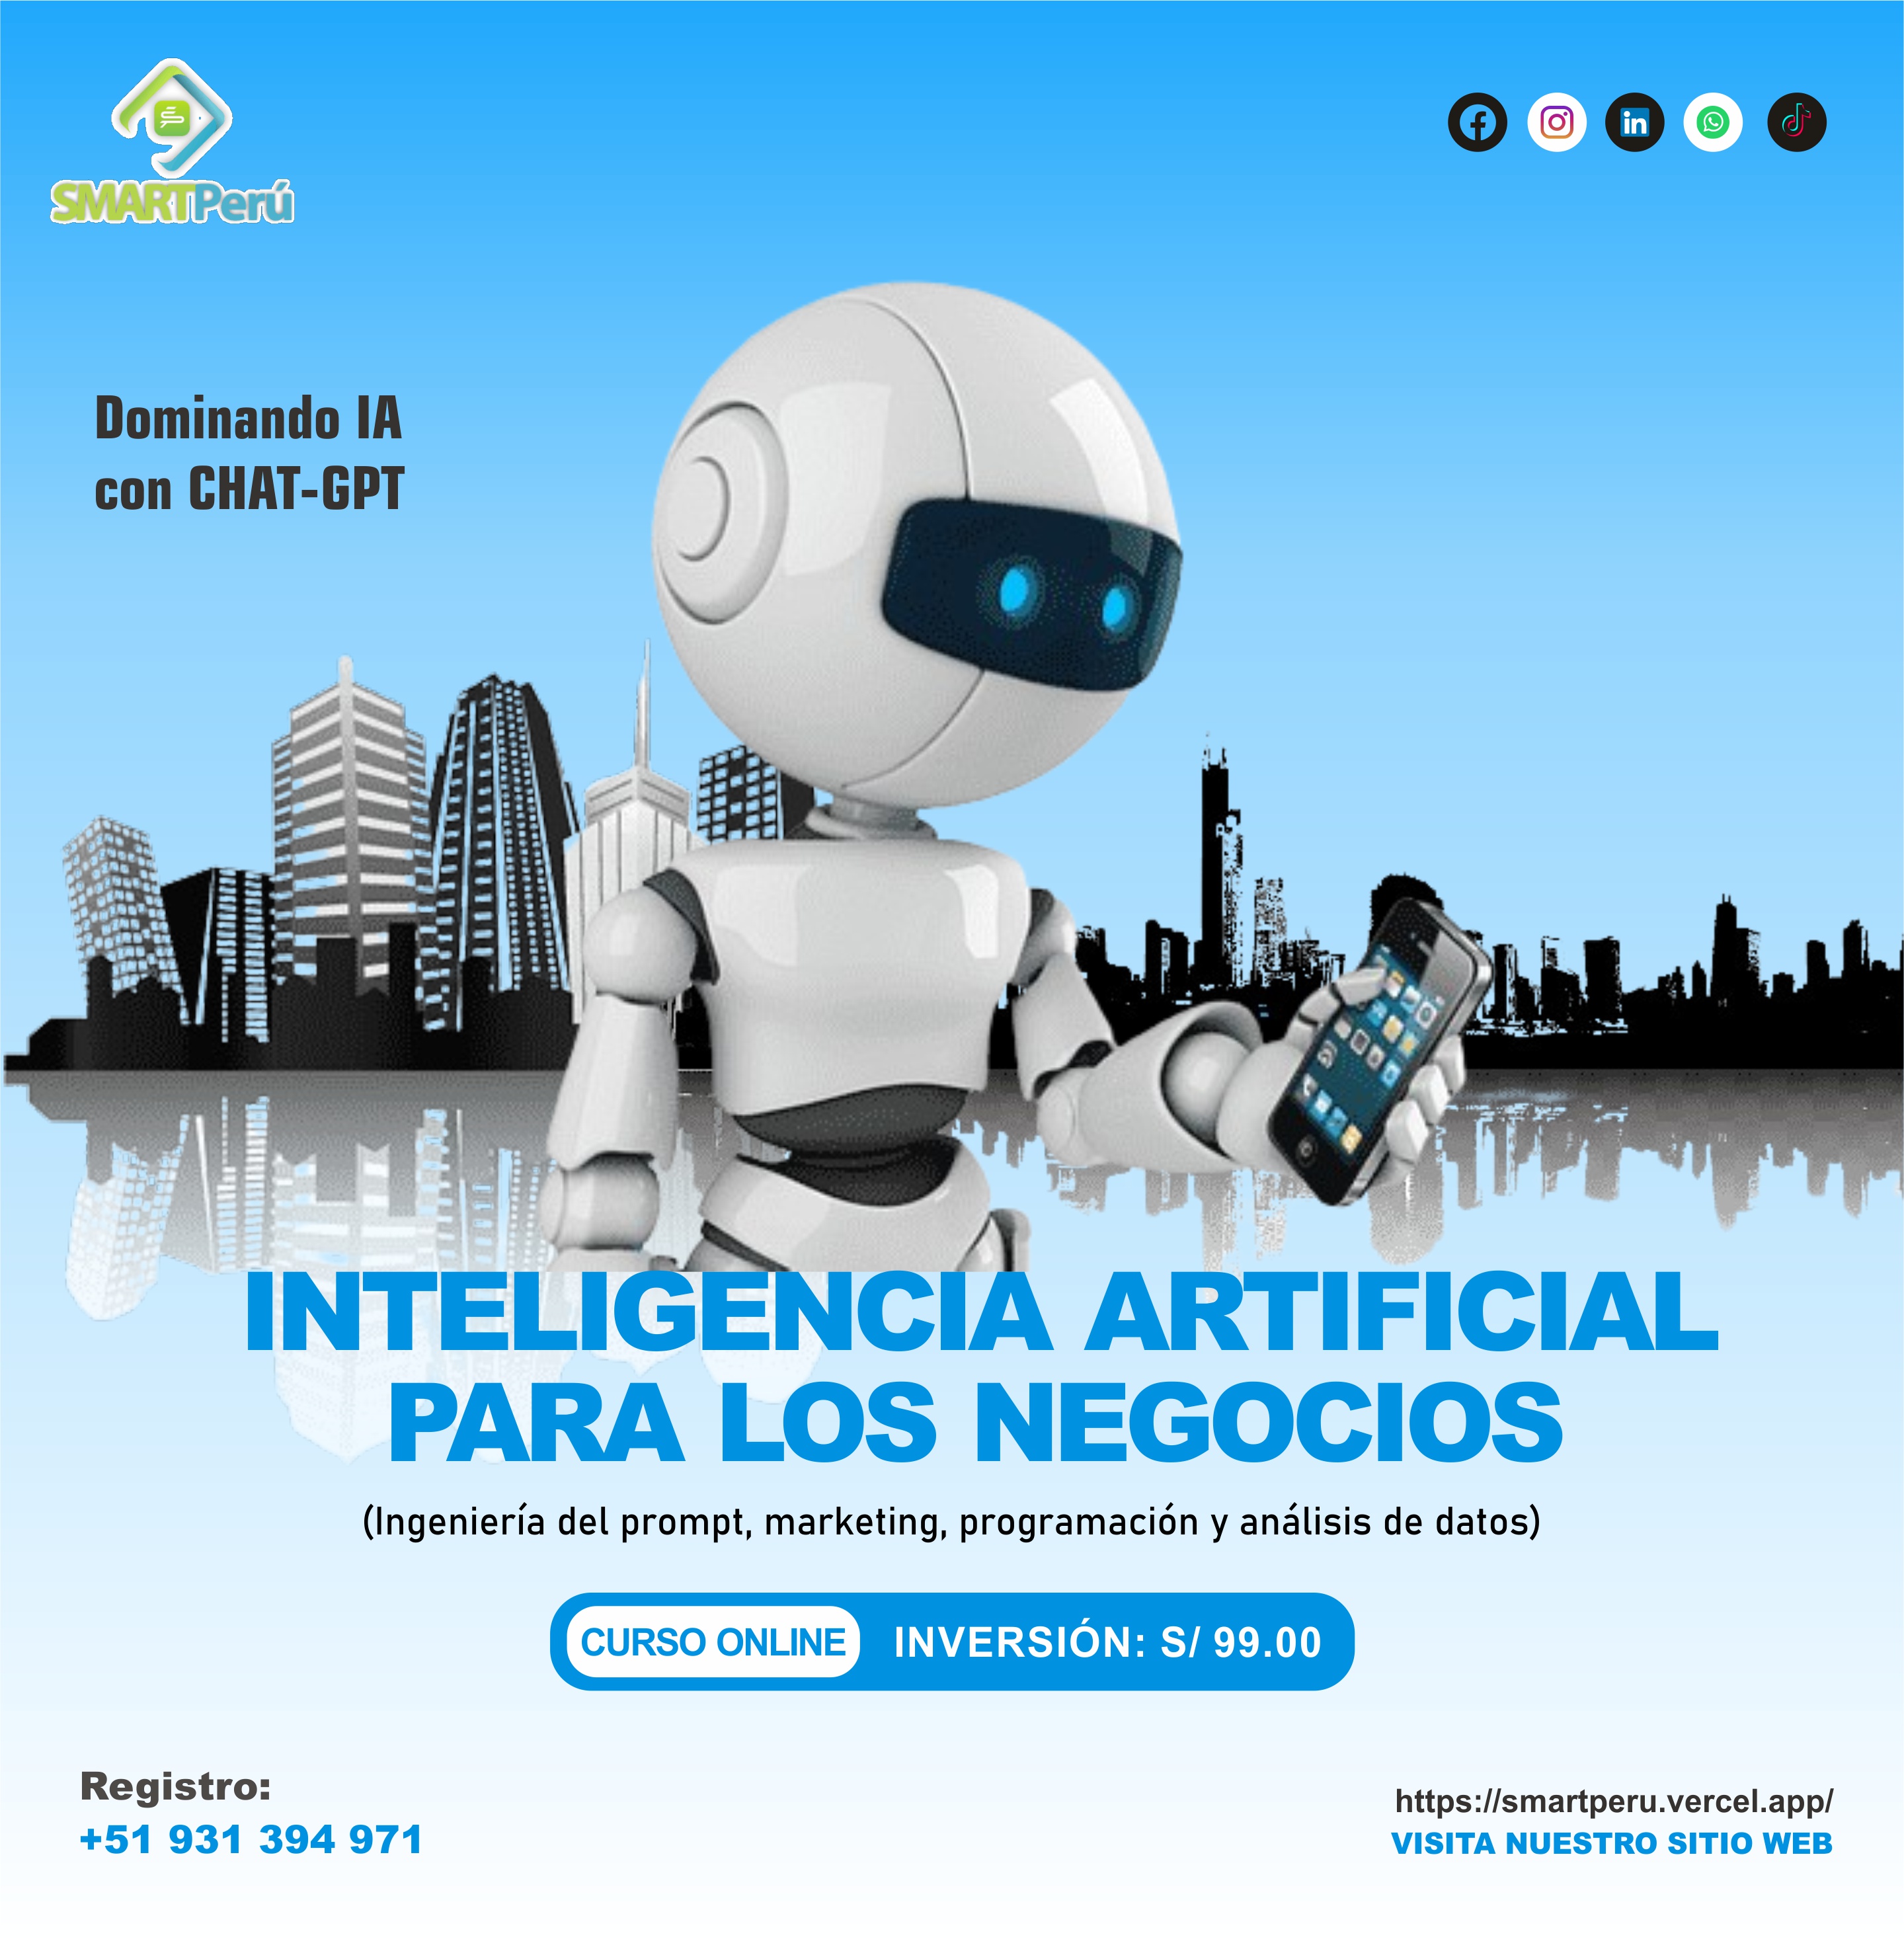 SMARTPerú
Dominando IA
con CHAT-GPT
INTELIGENCIA ARTIFICIAL
PARA LOS NEGOCIOS
(Ingeniería del prompt, marketing, programación y análisis de datos)
CURSO ONLINE INVERSIÓN: S/ 99.00
Registro:
+51 931 394 971
https://smartperu.vercel.app/
VISITA NUESTRO SITIO WEB